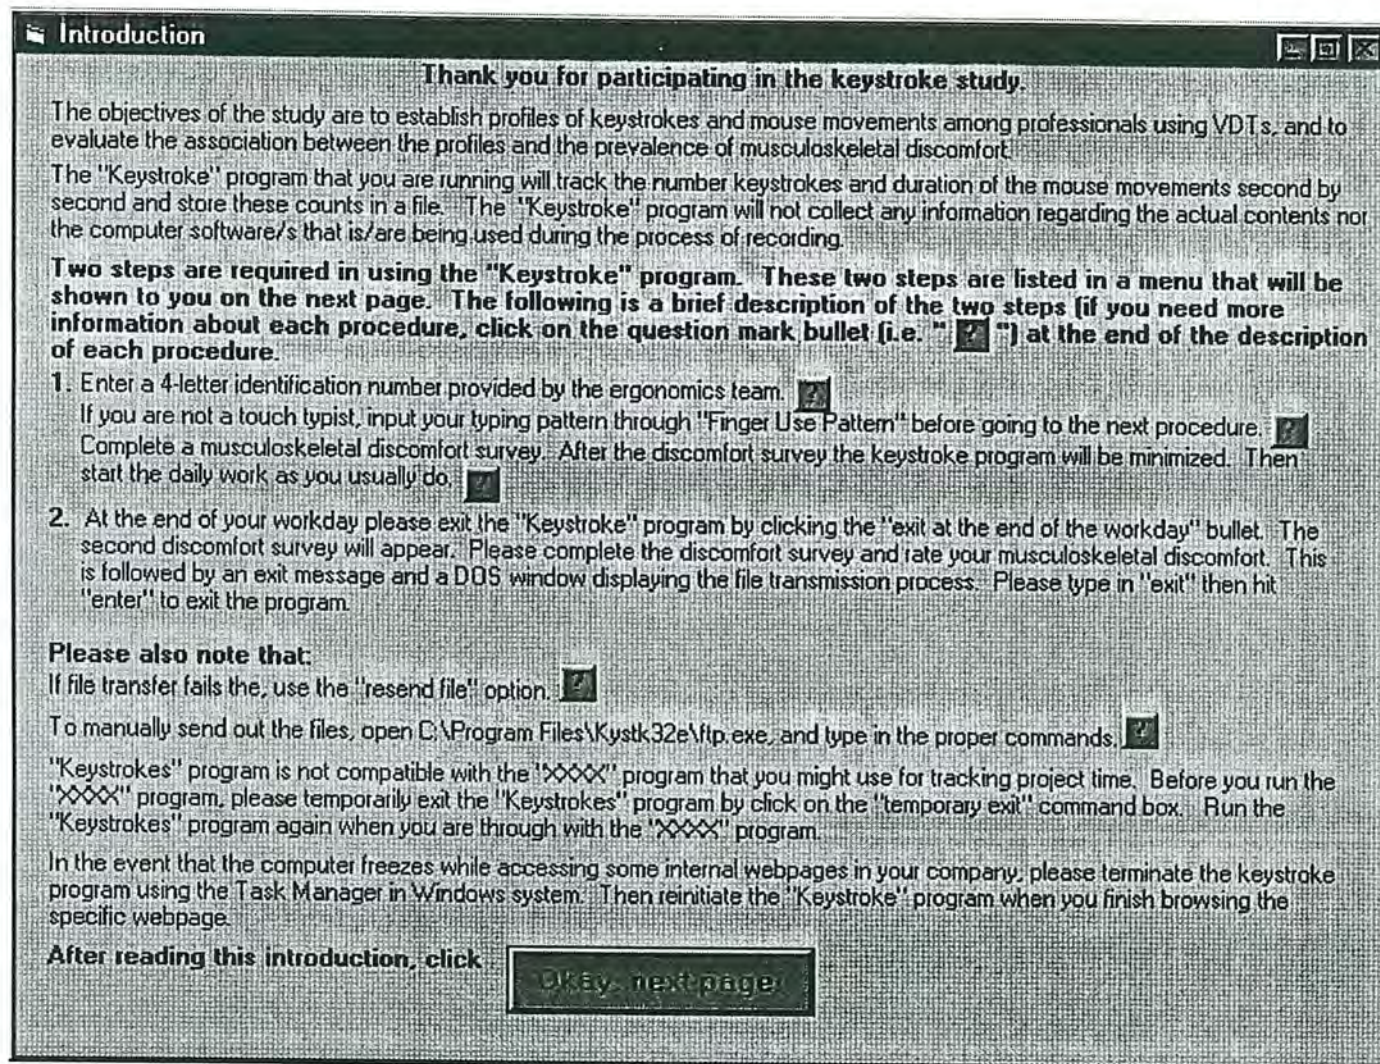 Introduction
Thank you for participating in the keystroke study.
The objectives of the study are to establish profiles of keystrokes and mouse movements among professionals using VDTs, and to
evaluate the association between the profiles and the prevalence of musculoskeletal discomfort.
The "Keystroke" program that you are running will track the number keystrokes and duration of the mouse movements second by
second and store these counts in a file. The "Keystroke" program will not collect any information regarding the actual contents nor
the computer software/s that is/are being used during the process of recording.
Two steps are required in using the "Keystroke" program. These two steps are listed in a menu that will be
shown to you on the next page. The following is a brief description of the two steps (if you need more
information about each procedure, click on the question mark bullet (i.e. " ? ") at the end of the description
of each procedure.
1. Enter a 4-letter identification number provided by the ergonomics team. ?
If you are not a touch typist, input your typing pattern through "Finger Use Pattern" before going to the next procedure. ?
Complete a musculoskeletal discomfort survey. After the discomfort survey the keystroke program will be minimized. Then
start the daily work as you usually do. ?
2. At the end of your workday please exit the "Keystroke" program by clicking the "exit at the end of the workday" bullet. The
second discomfort survey will appear. Please complete the discomfort survey and rate your musculoskeletal discomfort. This
is followed by an exit message and a DOS window displaying the file transmission process. Please type in "exit" then hit
"enter" to exit the program.
Please also note that:
If file transfer fails the, use the "resend file" option. ?
To manually send out the files, open C:\Program Files\Kystk32e\ftp.exe, and type in the proper commands. ?
"Keystrokes" program is not compatible with the "XXXX" program that you might use for tracking project time. Before you run the
"XXXX" program, please temporarily exit the "Keystrokes" program by click on the "temporary exit" command box. Run the
"Keystrokes" program again when you are through with the "XXXX" program.
In the event that the computer freezes while accessing some internal webpages in your company, please terminate the keystroke
program using the Task Manager in Windows system. Then reinitiate the "Keystroke" program when you finish browsing the
specific webpage.
After reading this introduction, click
Okay, next page